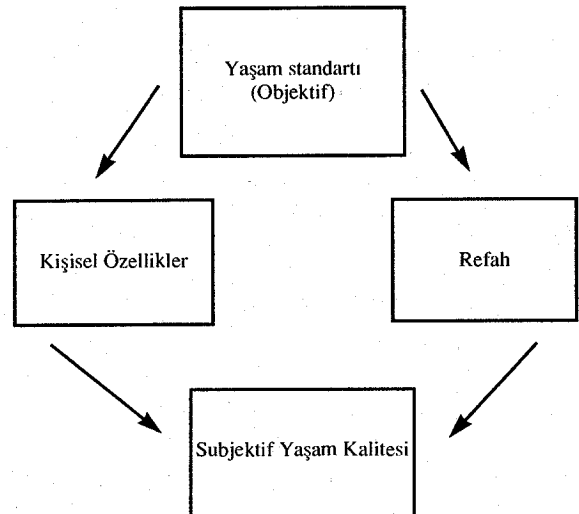 Yaşam standartı
(Objektif)
Kişisel Özellikler
Refah
Subjektif Yaşam Kalitesi